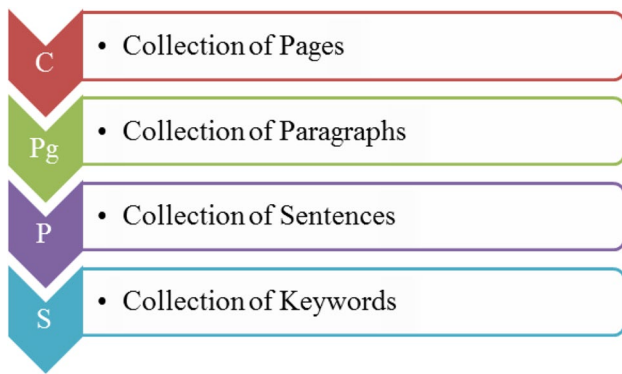 C
• Collection of Pages
Pg
• Collection of Paragraphs
P
• Collection of Sentences
S
• Collection of Keywords